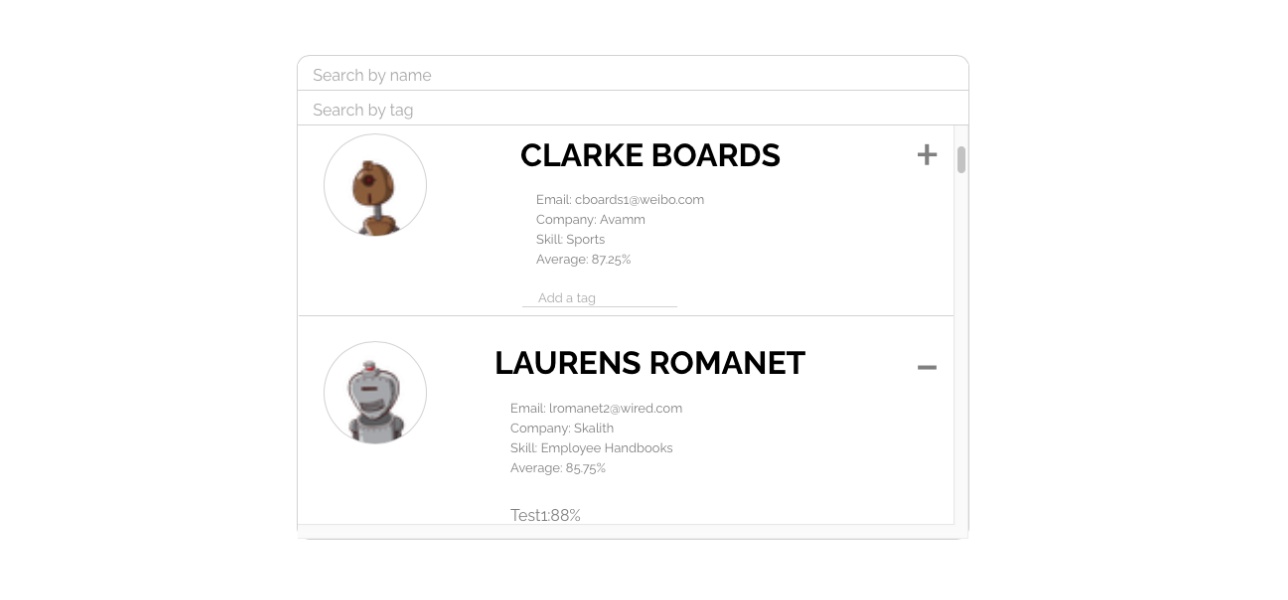 Search by name
Search by tag
CLARKE BOARDS
Email: cboards1@weibo.com
Company: Avamm
Skill: Sports
Average: 87.25%
Add a tag
LAURENS ROMANET
Email: lromanet2@wired.com
Company: Skalith
Skill: Employee Handbooks
Average: 85.75%
Test1:88%